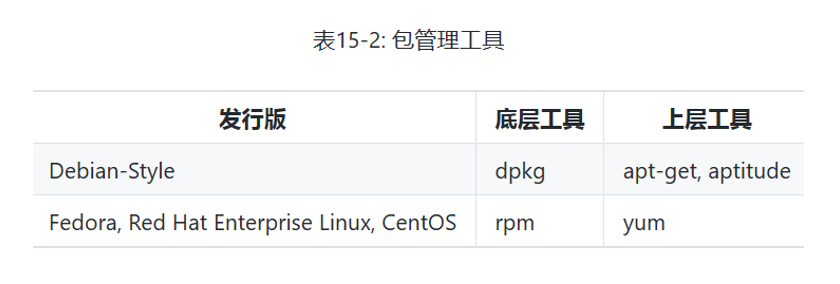 表15-2: 包管理工具
发行版 底层工具 上层工具
Debian-Style dpkg apt-get, aptitude
Fedora, Red Hat Enterprise Linux, CentOS rpm yum